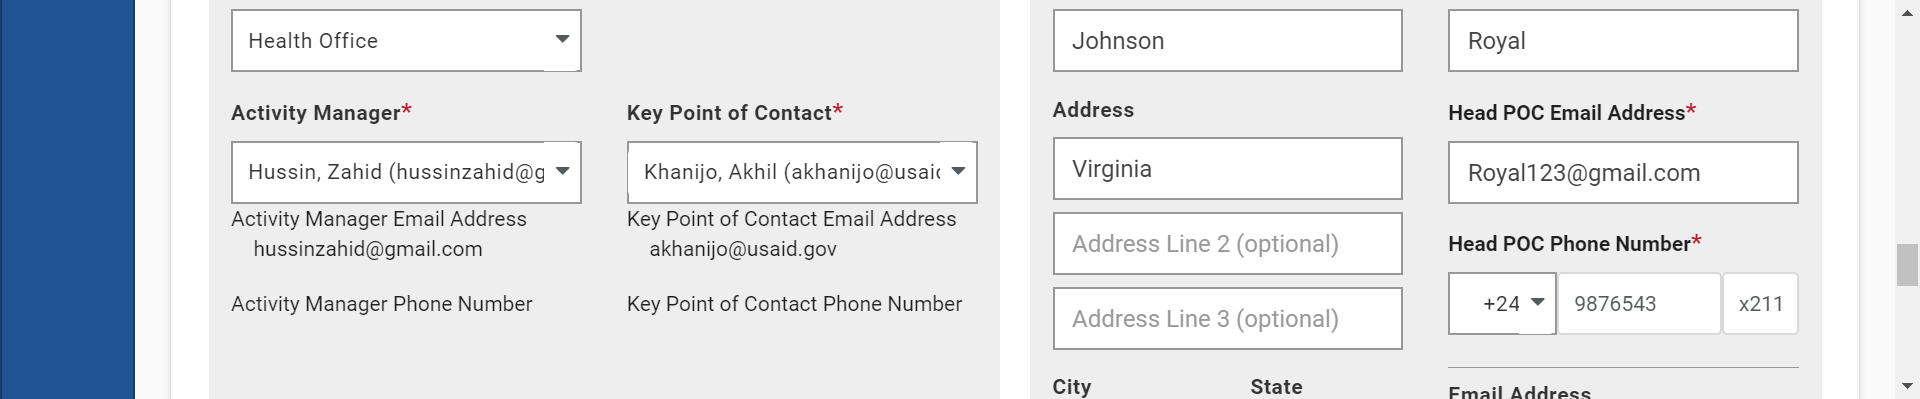 Health Office
Activity Manager*
Key Point of Contact*
Hussin, Zahid (hussinzahid@g
Khanijo, Akhil (akhanijo@usaid
Activity Manager Email Address
Key Point of Contact Email Address
hussinzahid@gmail.com
akhanijo@usaid.gov
Activity Manager Phone Number
Key Point of Contact Phone Number
Johnson
Address
Virginia
Address Line 2 (optional)
Address Line 3 (optional)
City State
Royal
Head POC Email Address*
Royal123@gmail.com
Head POC Phone Number*
+24 9876543 x211
Email Address